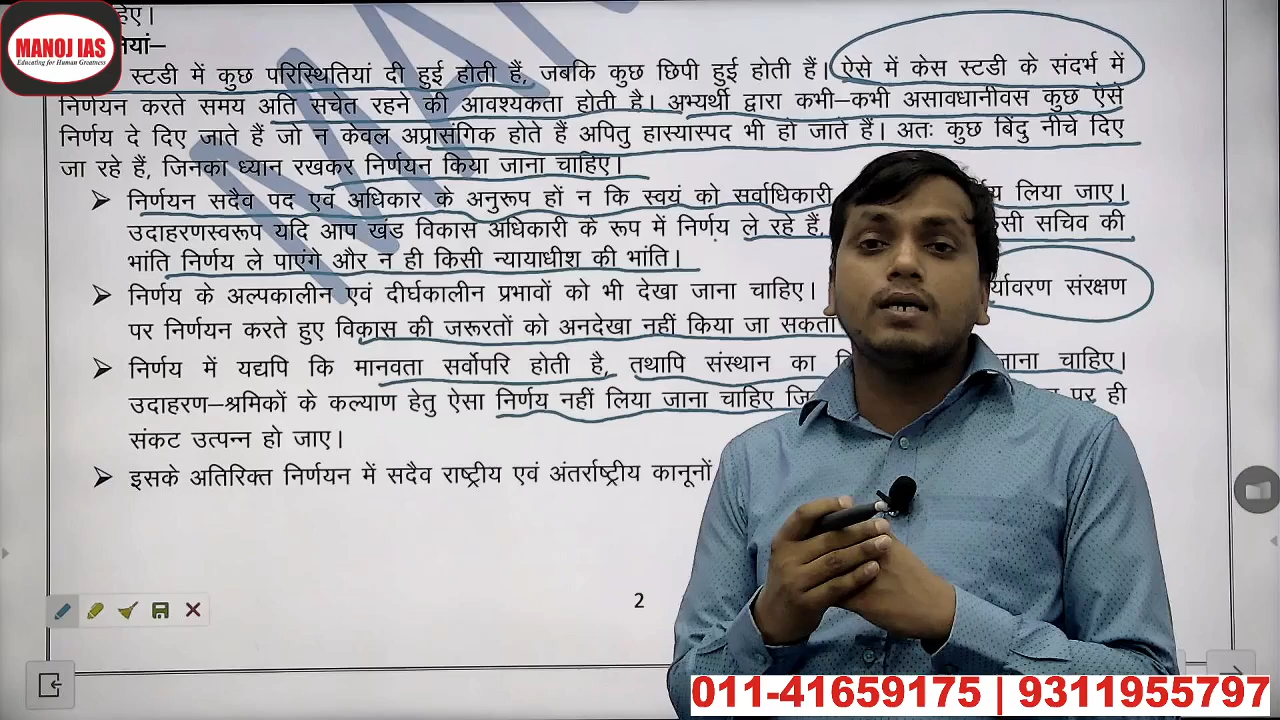 MANOJ IAS
Educating for Human Greatness
स्टडी में कुछ परिस्थितियां दी हुई होती हैं, जबकि कुछ छिपी हुई होती हैं। ऐसे में केस स्टडी के संदर्भ में
निर्णयन करते समय अति सचेत रहने की आवश्यकता होती है। अभ्यर्थी द्वारा कभी–कभी असावधानीवस कुछ ऐसे
निर्णय दे दिए जाते हैं जो न केवल अप्रासंगिक होते हैं अपितु हास्यास्पद भी हो जाते हैं। अतः कुछ बिंदु नीचे दिए
जा रहे हैं, जिनका ध्यान रखकर निर्णयन किया जाना चाहिए।
➢ निर्णयन सदैव पद एवं अधिकार के अनुरूप हों न कि स्वयं को सर्वाधिकारी लिया जाए।
उदाहरणस्वरूप यदि आप खंड विकास अधिकारी के रूप में निर्णय ले रहे हैं, सचिव की
भांति निर्णय ले पाएंगे और न ही किसी न्यायाधीश की भांति।
➢ निर्णय के अल्पकालीन एवं दीर्घकालीन प्रभावों को भी देखा जाना चाहिए। संरक्षण
पर निर्णयन करते हुए विकास की जरूरतों को अनदेखा नहीं किया जा सकता
➢ निर्णय में यद्यपि कि मानवता सर्वोपरि होती है, तथापि संस्थान का जाना चाहिए।
उदाहरण–श्रमिकों के कल्याण हेतु ऐसा निर्णय नहीं लिया जाना चाहिए पर ही
संकट उत्पन्न हो जाए।
➢ इसके अतिरिक्त निर्णयन में सदैव राष्ट्रीय एवं अंतर्राष्ट्रीय कानूनों
2
011-41659175 | 9311955797